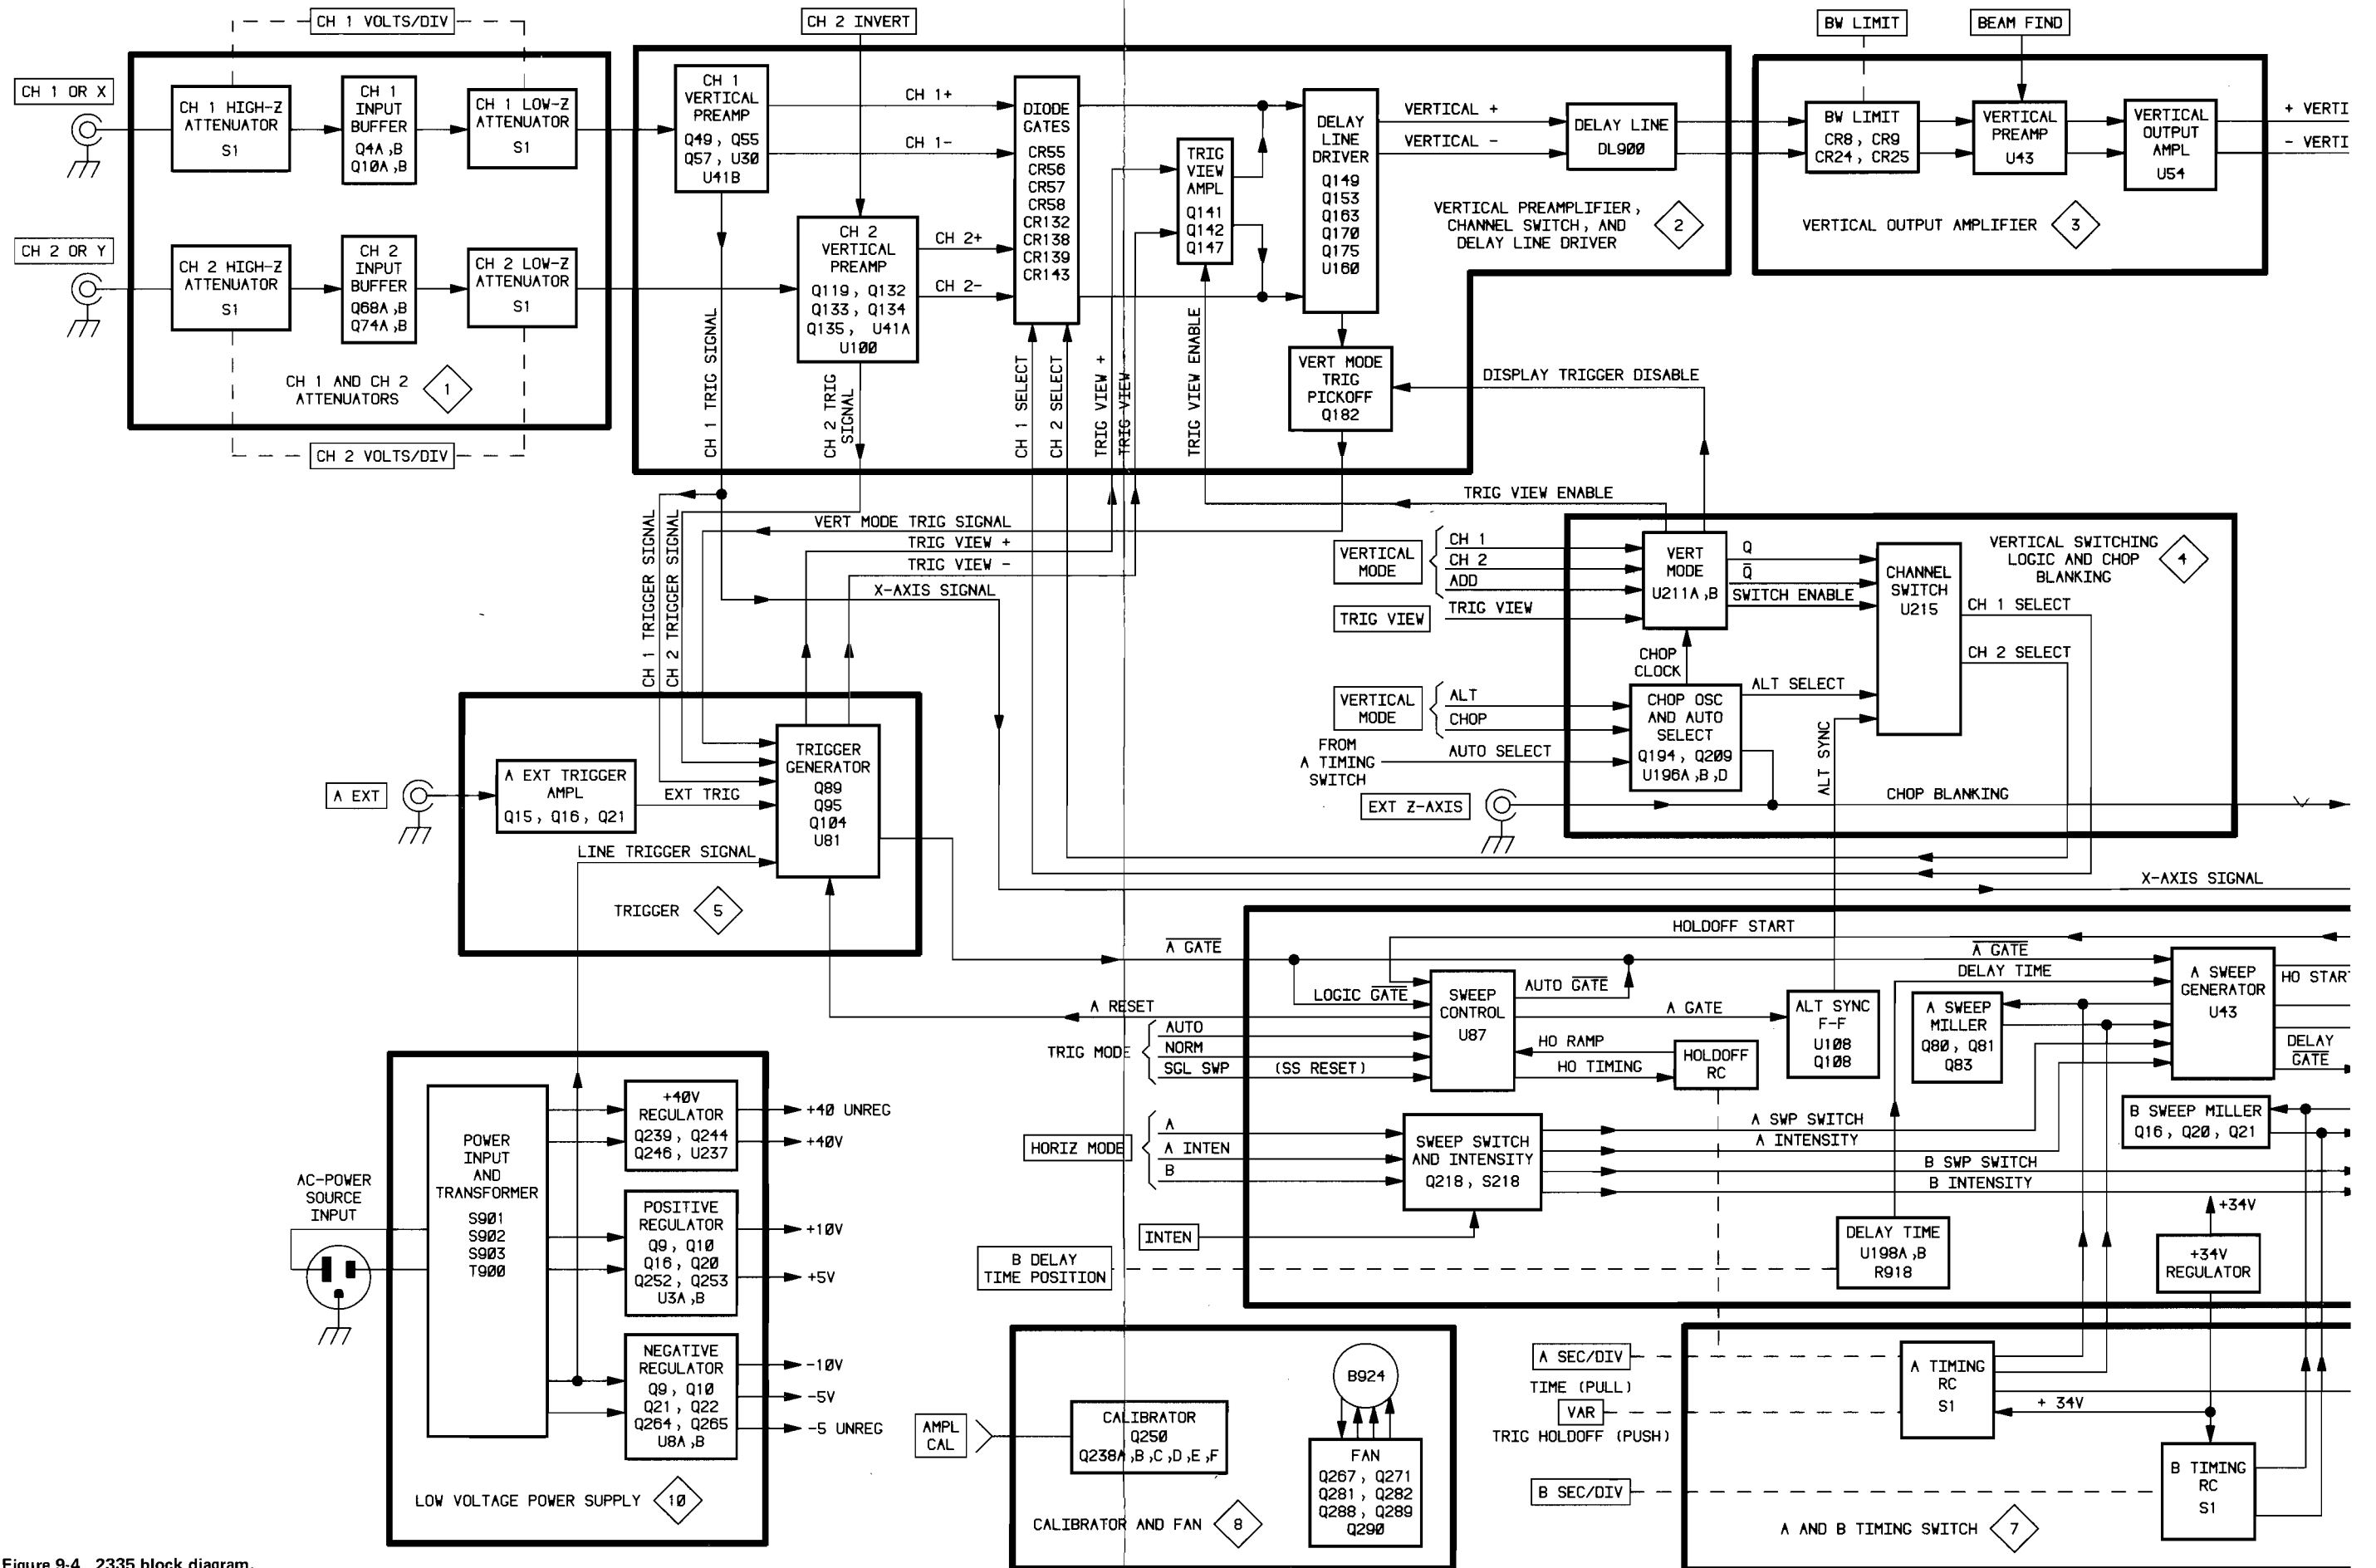 CH 1 VOLTS/DIV
CH 2 INVERT
BW LIMIT
BEAM FIND
CH 1 OR X
CH 1 HIGH-Z
ATTENUATOR
S1
CH 1
INPUT
BUFFER
Q4A,B
Q10A,B
CH 1 LOW-Z
ATTENUATOR
S1
CH 2 OR Y
CH 2 HIGH-Z
ATTENUATOR
S1
CH 2
INPUT
BUFFER
Q68A,B
Q74A,B
CH 2 LOW-Z
ATTENUATOR
S1
CH 1 AND CH 2
ATTENUATORS
1
CH 2 VOLTS/DIV
CH 1
VERTICAL
PREAMP
Q49, Q55
Q57, U30
U41B
CH 1+
CH 1-
CH 2
VERTICAL
PREAMP
Q119, Q132
Q133, Q134
Q135, U41A
U100
CH 2+
CH 2-
DIODE
GATES
CR55
CR56
CR57
CR58
CR132
CR138
CR139
CR143
TRIG
VIEW
AMPL
Q141
Q142
Q147
DELAY
LINE
DRIVER
Q149
Q153
Q163
Q170
Q175
U160
VERTICAL +
VERTICAL -
DELAY LINE
DL900
VERTICAL PREAMPLIFIER,
CHANNEL SWITCH, AND
DELAY LINE DRIVER
2
VERT MODE
TRIG
PICKOFF
Q182
CH 1 TRIG SIGNAL
CH 2 TRIG
SIGNAL
CH 1 SELECT
CH 2 SELECT
TRIG VIEW +
TRIG VIEW -
TRIG VIEW ENABLE
DISPLAY TRIGGER DISABLE
BW LIMIT
CR8, CR9
CR24, CR25
VERTICAL
PREAMP
U43
VERTICAL
OUTPUT
AMPL
U54
+ VERTI
- VERTI
VERTICAL OUTPUT AMPLIFIER
3
CH 1 TRIGGER SIGNAL
CH 2 TRIGGER SIGNAL
VERT MODE TRIG SIGNAL
TRIG VIEW +
TRIG VIEW -
X-AXIS SIGNAL
TRIG VIEW ENABLE
VERTICAL
MODE
CH 1
CH 2
ADD
TRIG VIEW
TRIG VIEW
VERT
MODE
U211A,B
Q
Q̅
SWITCH ENABLE
CHANNEL
SWITCH
U215
VERTICAL SWITCHING
LOGIC AND CHOP
BLANKING
4
CH 1 SELECT
CH 2 SELECT
CHOP
CLOCK
VERTICAL
MODE
ALT
CHOP
FROM
A TIMING
SWITCH
AUTO SELECT
CHOP OSC
AND AUTO
SELECT
Q194, Q209
U196A,B,D
ALT SELECT
ALT SYNC
EXT Z-AXIS
CHOP BLANKING
A EXT
A EXT TRIGGER
AMPL
Q15, Q16, Q21
EXT TRIG
TRIGGER
GENERATOR
Q89
Q95
Q104
U81
LINE TRIGGER SIGNAL
TRIGGER
5
X-AXIS SIGNAL
HOLDOFF START
A̅ ̅G̅A̅T̅E̅
A̅ ̅G̅A̅T̅E̅
LOGIC G̅A̅T̅E̅
A RESET
TRIG MODE
AUTO
NORM
SGL SWP
(SS RESET)
SWEEP
CONTROL
U87
AUTO G̅A̅T̅E̅
A GATE
HO RAMP
HO TIMING
HOLDOFF
RC
ALT SYNC
F-F
U108
Q108
DELAY TIME
A SWEEP
MILLER
Q80, Q81
Q83
A SWEEP
GENERATOR
U43
HO START
DELAY
G̅A̅T̅E̅
HORIZ MODE
A
A INTEN
B
SWEEP SWITCH
AND INTENSITY
Q218, S218
A SWP SWITCH
A INTENSITY
B SWP SWITCH
B INTENSITY
B SWEEP MILLER
Q16, Q20, Q21
INTEN
B DELAY
TIME POSITION
DELAY TIME
U198A,B
R918
+34V
+34V
REGULATOR
AC-POWER
SOURCE
INPUT
POWER
INPUT
AND
TRANSFORMER
S901
S902
S903
T900
+40V
REGULATOR
Q239, Q244
Q246, U237
+40 UNREG
+40V
POSITIVE
REGULATOR
Q9, Q10
Q16, Q20
Q252, Q253
U3A,B
+10V
+5V
NEGATIVE
REGULATOR
Q9, Q10
Q21, Q22
Q264, Q265
U8A,B
-10V
-5V
-5 UNREG
LOW VOLTAGE POWER SUPPLY
10
AMPL
CAL
CALIBRATOR
Q250
Q238A,B,C,D,E,F
B924
FAN
Q267, Q271
Q281, Q282
Q288, Q289
Q290
CALIBRATOR AND FAN
8
A SEC/DIV
TIME (PULL)
VAR
TRIG HOLDOFF (PUSH)
B SEC/DIV
A TIMING
RC
S1
+ 34V
B TIMING
RC
S1
A AND B TIMING SWITCH
7
Figure 9-4. 2335 block diagram.